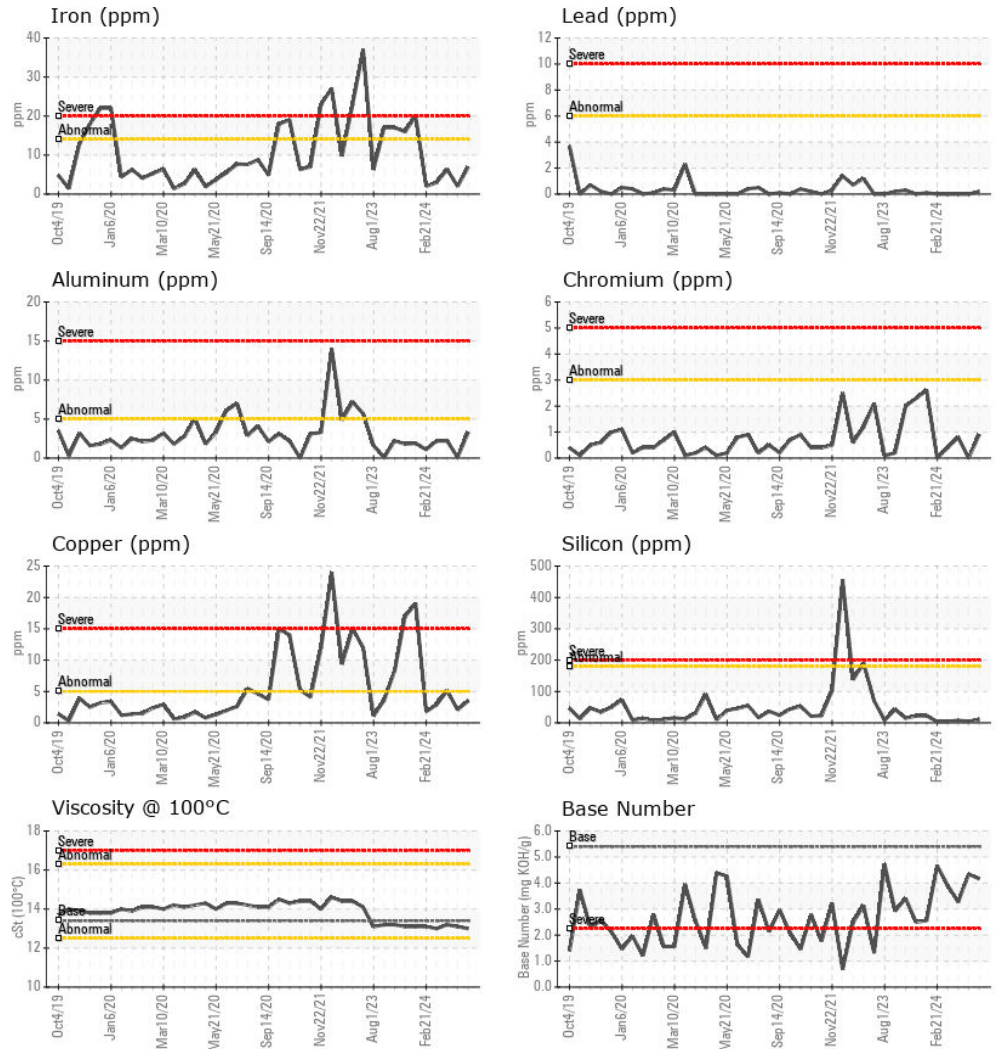 Iron (ppm)
ppm
40
30
20
10
0
Severe
Abnormal
Oct4/19
Jan6/20
Mar10/20
May21/20
Sep14/20
Nov22/21
Aug1/23
Feb21/24
Lead (ppm)
ppm
12
10
8
6
4
2
0
Severe
Abnormal
Oct4/19
Jan6/20
Mar10/20
May21/20
Sep14/20
Nov22/21
Aug1/23
Feb21/24
Aluminum (ppm)
ppm
20
15
10
5
0
Severe
Abnormal
Oct4/19
Jan6/20
Mar10/20
May21/20
Sep14/20
Nov22/21
Aug1/23
Feb21/24
Chromium (ppm)
ppm
6
5
4
3
2
1
0
Severe
Abnormal
Oct4/19
Jan6/20
Mar10/20
May21/20
Sep14/20
Nov22/21
Aug1/23
Feb21/24
Copper (ppm)
ppm
25
20
15
10
5
0
Severe
Abnormal
Oct4/19
Jan6/20
Mar10/20
May21/20
Sep14/20
Nov22/21
Aug1/23
Feb21/24
Silicon (ppm)
ppm
500
400
300
200
100
0
Severe
Abnormal
Oct4/19
Jan6/20
Mar10/20
May21/20
Sep14/20
Nov22/21
Aug1/23
Feb21/24
Viscosity @ 100°C
cSt (100°C)
18
16
14
12
10
Severe
Abnormal
Base
Abnormal
Oct4/19
Jan6/20
Mar10/20
May21/20
Sep14/20
Nov22/21
Aug1/23
Feb21/24
Base Number
Base Number (mg KOH/g)
6.0
5.0
4.0
3.0
2.0
1.0
0.0
Base
Severe
Oct4/19
Jan6/20
Mar10/20
May21/20
Sep14/20
Nov22/21
Aug1/23
Feb21/24